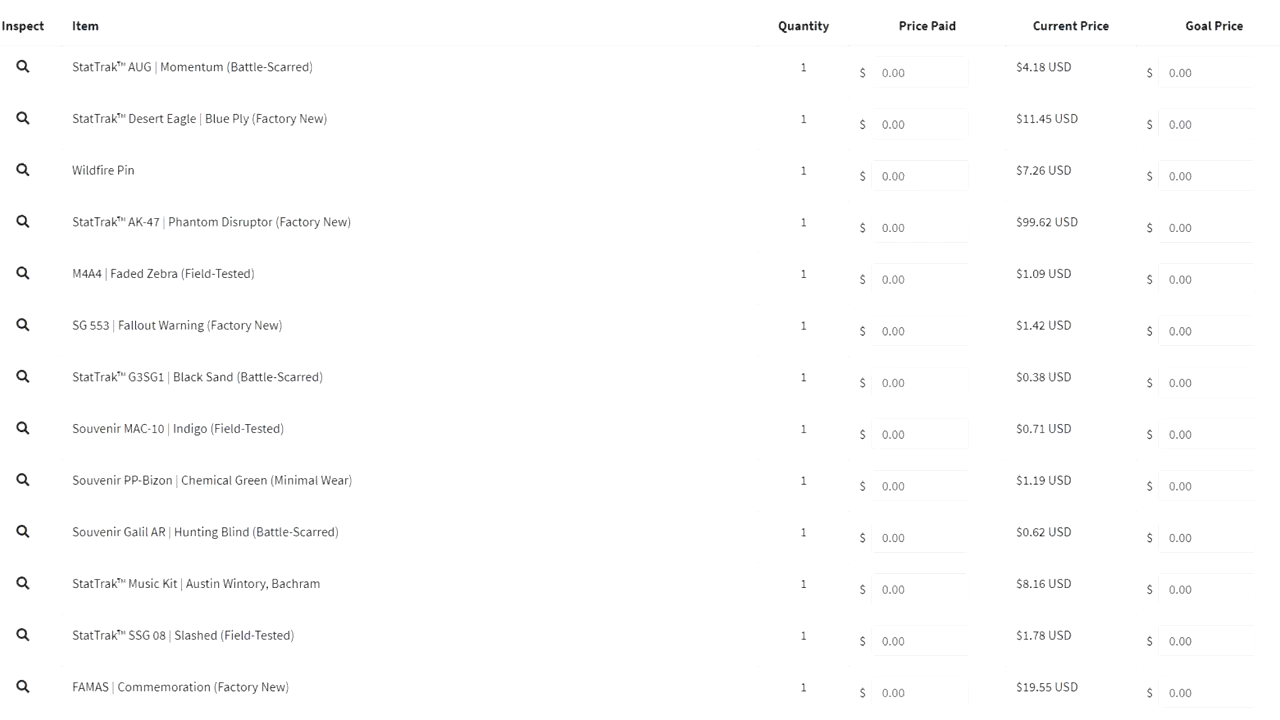 Inspect Item Quantity Price Paid Current Price Goal Price
StatTrak™ AUG | Momentum (Battle-Scarred) 1 $ 0.00 $4.18 USD $ 0.00
StatTrak™ Desert Eagle | Blue Ply (Factory New) 1 $ 0.00 $11.45 USD $ 0.00
Wildfire Pin 1 $ 0.00 $7.26 USD $ 0.00
StatTrak™ AK-47 | Phantom Disruptor (Factory New) 1 $ 0.00 $99.62 USD $ 0.00
M4A4 | Faded Zebra (Field-Tested) 1 $ 0.00 $1.09 USD $ 0.00
SG 553 | Fallout Warning (Factory New) 1 $ 0.00 $1.42 USD $ 0.00
StatTrak™ G3SG1 | Black Sand (Battle-Scarred) 1 $ 0.00 $0.38 USD $ 0.00
Souvenir MAC-10 | Indigo (Field-Tested) 1 $ 0.00 $0.71 USD $ 0.00
Souvenir PP-Bizon | Chemical Green (Minimal Wear) 1 $ 0.00 $1.19 USD $ 0.00
Souvenir Galil AR | Hunting Blind (Battle-Scarred) 1 $ 0.00 $0.62 USD $ 0.00
StatTrak™ Music Kit | Austin Wintory, Bachram 1 $ 0.00 $8.16 USD $ 0.00
StatTrak™ SSG 08 | Slashed (Field-Tested) 1 $ 0.00 $1.78 USD $ 0.00
FAMAS | Commemoration (Factory New) 1 $ 0.00 $19.55 USD $ 0.00